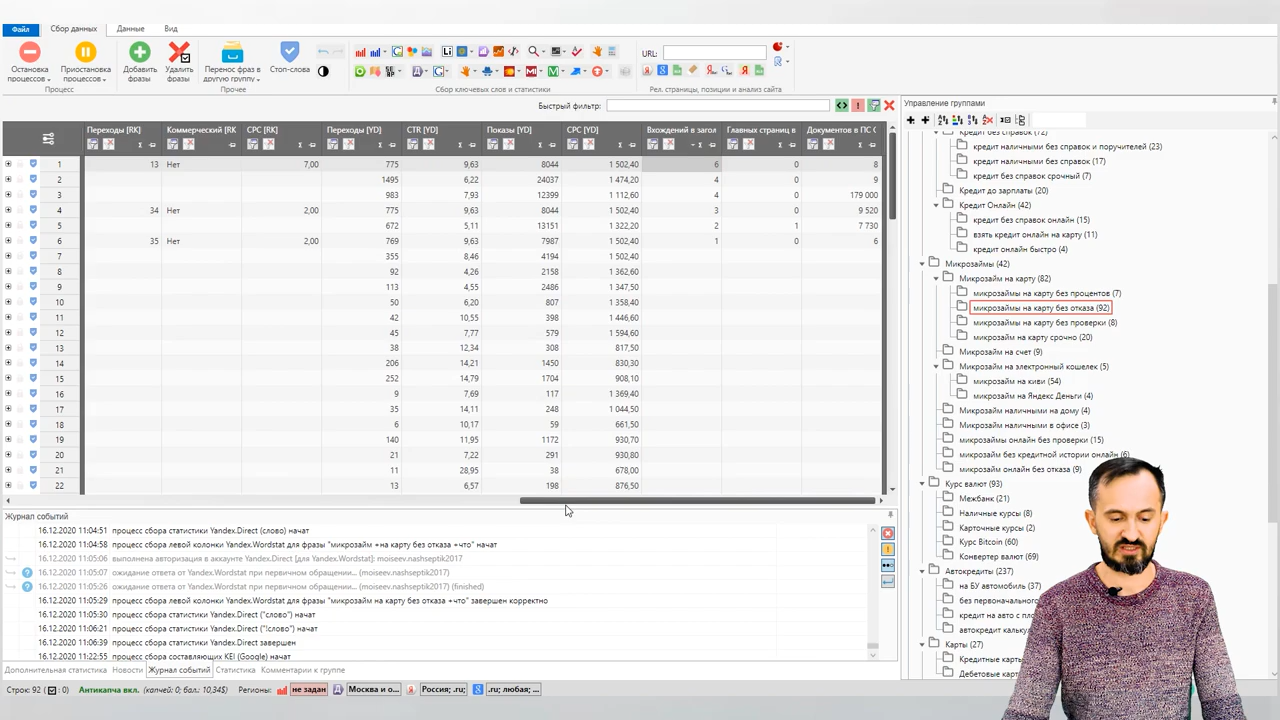 Файл Сбор данных Данные Вид
Остановка процессов
Приостановка процессов
Добавить фразы
Удалить фразы
Перенос фраз в другую группу
Стоп-слова
URL:
Процесс Прочее Сбор ключевых слов и статистики Рел. страницы, позиции и анализ сайта
Быстрый фильтр:
Переходы [RK] Коммерческий [RK CPC [RK] Переходы [YD] CTR [YD] Показы [YD] CPC [YD] Вхождений в загол Главных страниц в Документов в ПС
1 13 Нет 7,00 775 9,63 8044 1 502,40 6 0 8
2 1495 6,22 24037 1 474,20 4 0 9
3 983 7,93 12399 1 112,60 4 0 179 000
4 34 Нет 2,00 775 9,63 8044 1 502,40 3 0 9 520
5 672 5,11 13151 1 322,20 2 1 7 730
6 35 Нет 2,00 769 9,63 7987 1 502,40 1 0 6
7 355 8,46 4194 1 502,40
8 92 4,26 2158 1 362,60
9 113 4,55 2486 1 347,50
10 50 6,20 807 1 358,40
11 42 10,55 398 1 446,60
12 45 7,77 579 1 594,60
13 38 12,34 308 817,50
14 206 14,21 1450 830,30
15 252 14,79 1704 908,10
16 9 7,69 117 1 369,40
17 35 14,11 248 1 044,50
18 6 10,17 59 661,50
19 140 11,95 1172 930,70
20 21 7,22 291 930,80
21 11 28,95 38 678,00
22 13 6,57 198 876,50
Управление группами
Кредит без справок (72)
кредит наличными без справок и поручителей (23)
кредит наличными без справок (17)
кредит без справок срочный (7)
Кредит до зарплаты (20)
Кредит Онлайн (42)
кредит без справок онлайн (15)
взять кредит онлайн на карту (11)
кредит онлайн быстро (4)
Микрозаймы (42)
Микрозайм на карту (82)
микрозаймы на карту без процентов (7)
микрозаймы на карту без отказа (92)
микрозаймы на карту без проверки (8)
микрозайм на карту срочно (20)
Микрозайм на счет (9)
Микрозайм на электронный кошелек (5)
микрозайм на киви (54)
микрозайм на Яндекс Деньги (4)
Микрозайм наличными на дому (4)
Микрозайм наличными в офисе (3)
микрозаймы онлайн без проверки (15)
микрозайм без кредитной истории онлайн (6)
микрозайм онлайн без отказа (9)
Курс валют (93)
Межбанк (21)
Наличные курсы (8)
Карточные курсы (2)
Курс Bitcoin (60)
Конвертер валют (69)
Автокредиты (237)
на БУ автомобиль (37)
без первоначального
кредит на авто с
автокредит
Карты (27)
Кредитные
Дебетовые
Журнал событий
16.12.2020 11:04:51 процесс сбора статистики Yandex.Direct (слово) начат
16.12.2020 11:04:58 процесс сбора левой колонки Yandex.Wordstat для фразы "микрозайм +на карту без отказа +что" начат
16.12.2020 11:05:06 выполнена авторизация в аккаунте Yandex.Direct [для Yandex.Wordstat]: moiseev.nashseptik2017
16.12.2020 11:05:07 ожидание ответа от Yandex.Wordstat при первичном обращении... (moiseev.nashseptik2017)
16.12.2020 11:05:26 ожидание ответа от Yandex.Wordstat при первичном обращении... (moiseev.nashseptik2017) (finished)
16.12.2020 11:05:29 процесс сбора левой колонки Yandex.Wordstat для фразы "микрозайм на карту без отказа +что" завершен корректно
16.12.2020 11:05:30 процесс сбора статистики Yandex.Direct ("слово") начат
16.12.2020 11:06:21 процесс сбора статистики Yandex.Direct ("!слово") начат
16.12.2020 11:06:39 процесс сбора статистики Yandex.Direct завершен
16.12.2020 11:22:55 процесс сбора составляющих KEI (Google) начат
Дополнительная статистика Новости Журнал событий Статистика Комментарии к группе
Строк: 92 ( : 0) Антикапча вкл. (капчей: 0; бал.: 10,34$) Регионы: не задан Москва и о... Россия; .ru; .ru; любая; ...